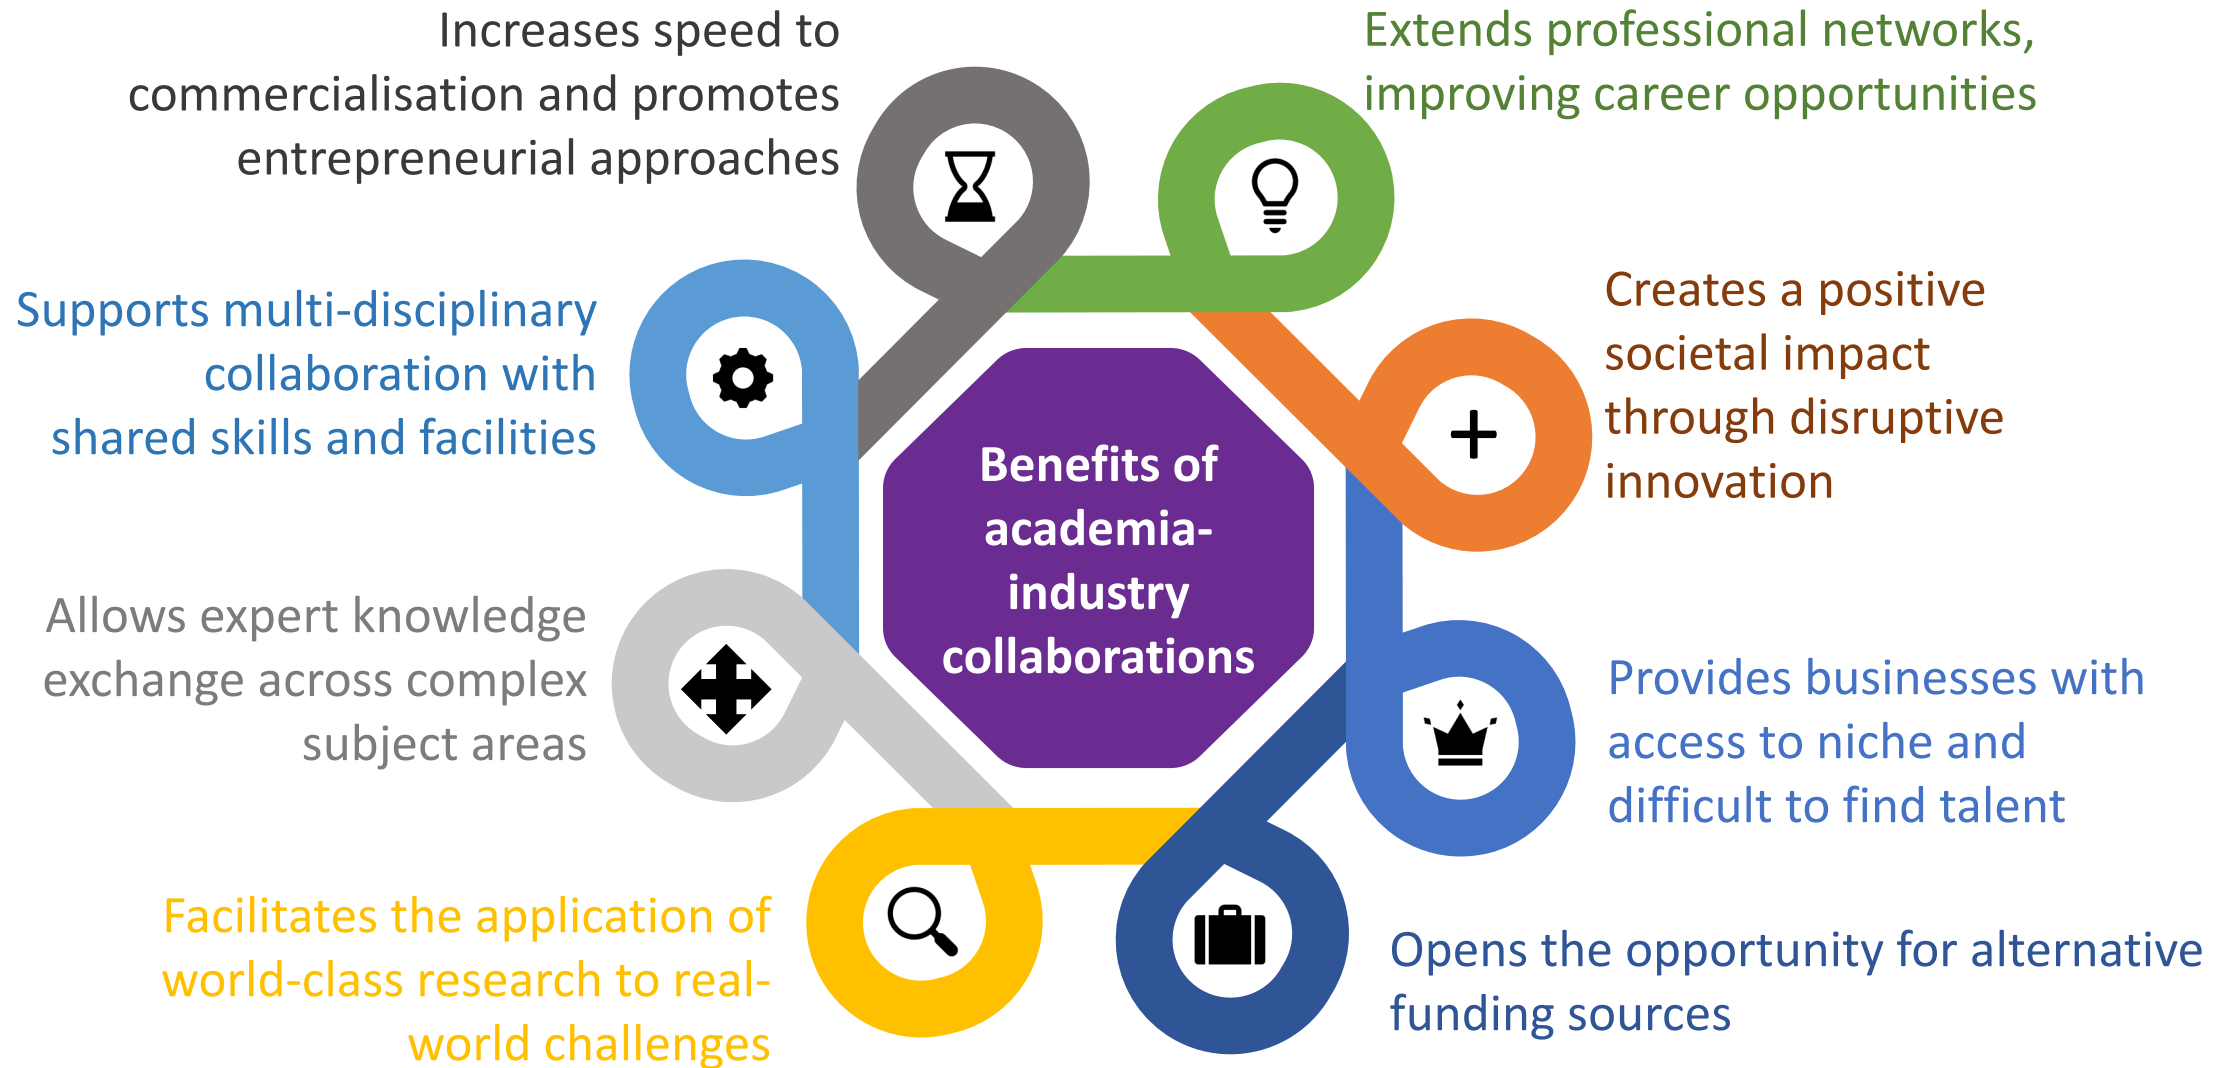 Increases speed to
commercialisation and promotes
entrepreneurial approaches
Extends professional networks,
improving career opportunities
Supports multi-disciplinary
collaboration with
shared skills and facilities
Creates a positive
societal impact
through disruptive
innovation
Benefits of
academia-
industry
collaborations
Allows expert knowledge
exchange across complex
subject areas
Provides businesses with
access to niche and
difficult to find talent
Facilitates the application of
world-class research to real-
world challenges
Opens the opportunity for alternative
funding sources